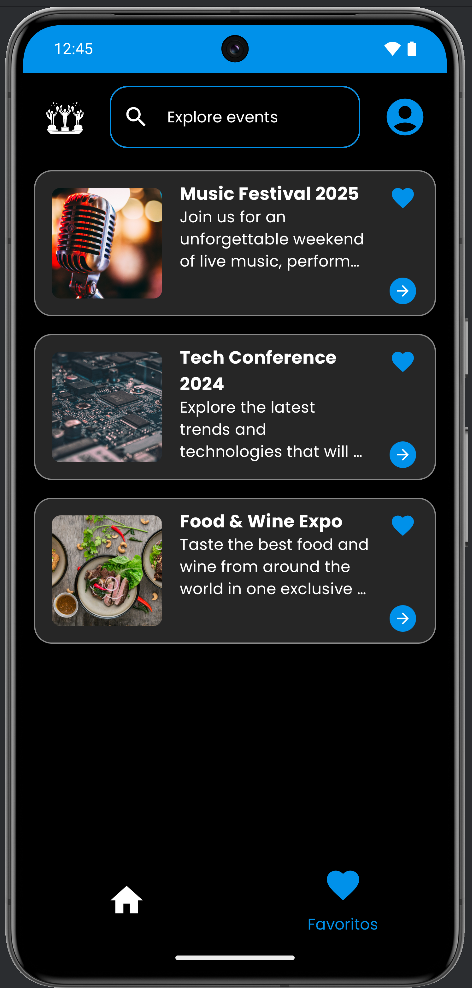 12:45
Explore events
Music Festival 2025
Join us for an
unforgettable weekend
of live music, perform...
Tech Conference
2024
Explore the latest
trends and
technologies that will ...
Food & Wine Expo
Taste the best food and
wine from around the
world in one exclusive ...
Favoritos